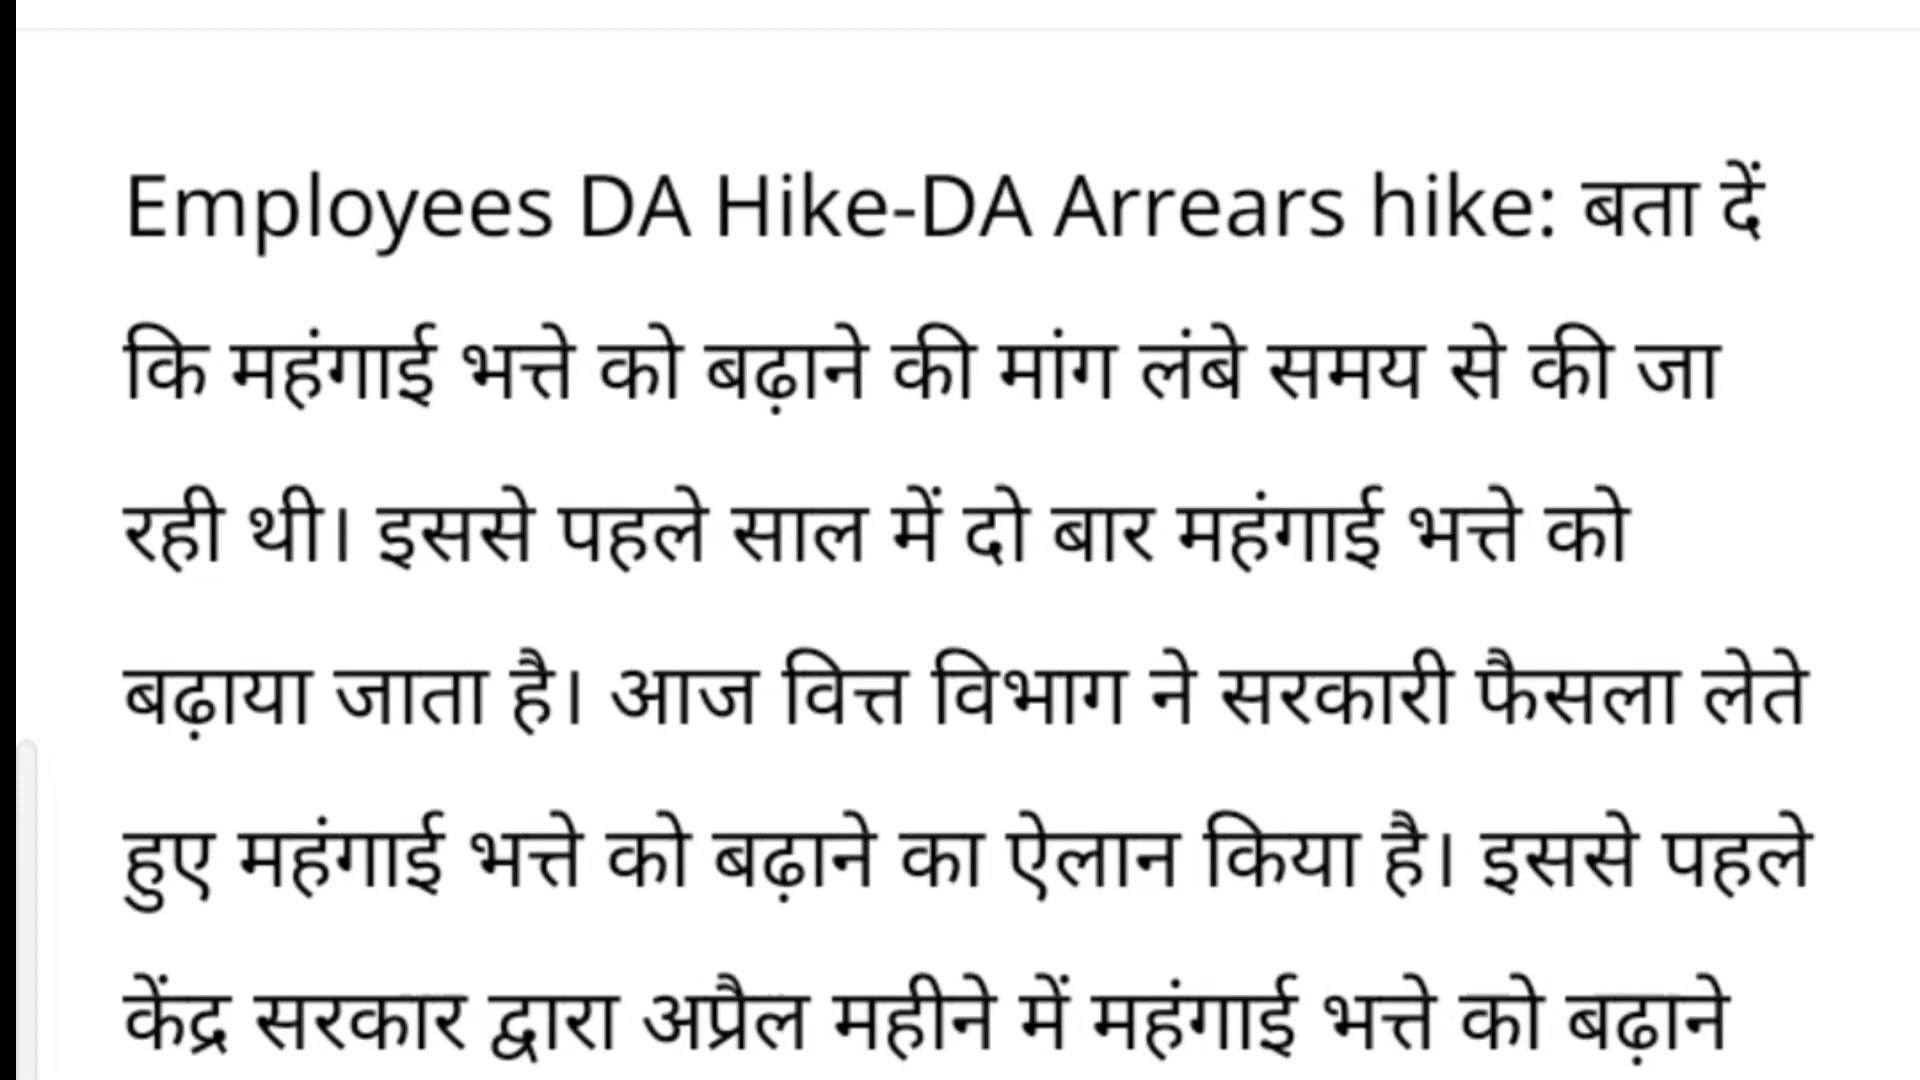 Employees DA Hike-DA Arrears hike: बता दें
कि महंगाई भत्ते को बढ़ाने की मांग लंबे समय से की जा
रही थी। इससे पहले साल में दो बार महंगाई भत्ते को
बढ़ाया जाता है। आज वित्त विभाग ने सरकारी फैसला लेते
हुए महंगाई भत्ते को बढ़ाने का ऐलान किया है। इससे पहले
केंद्र सरकार द्वारा अप्रैल महीने में महंगाई भत्ते को बढ़ाने